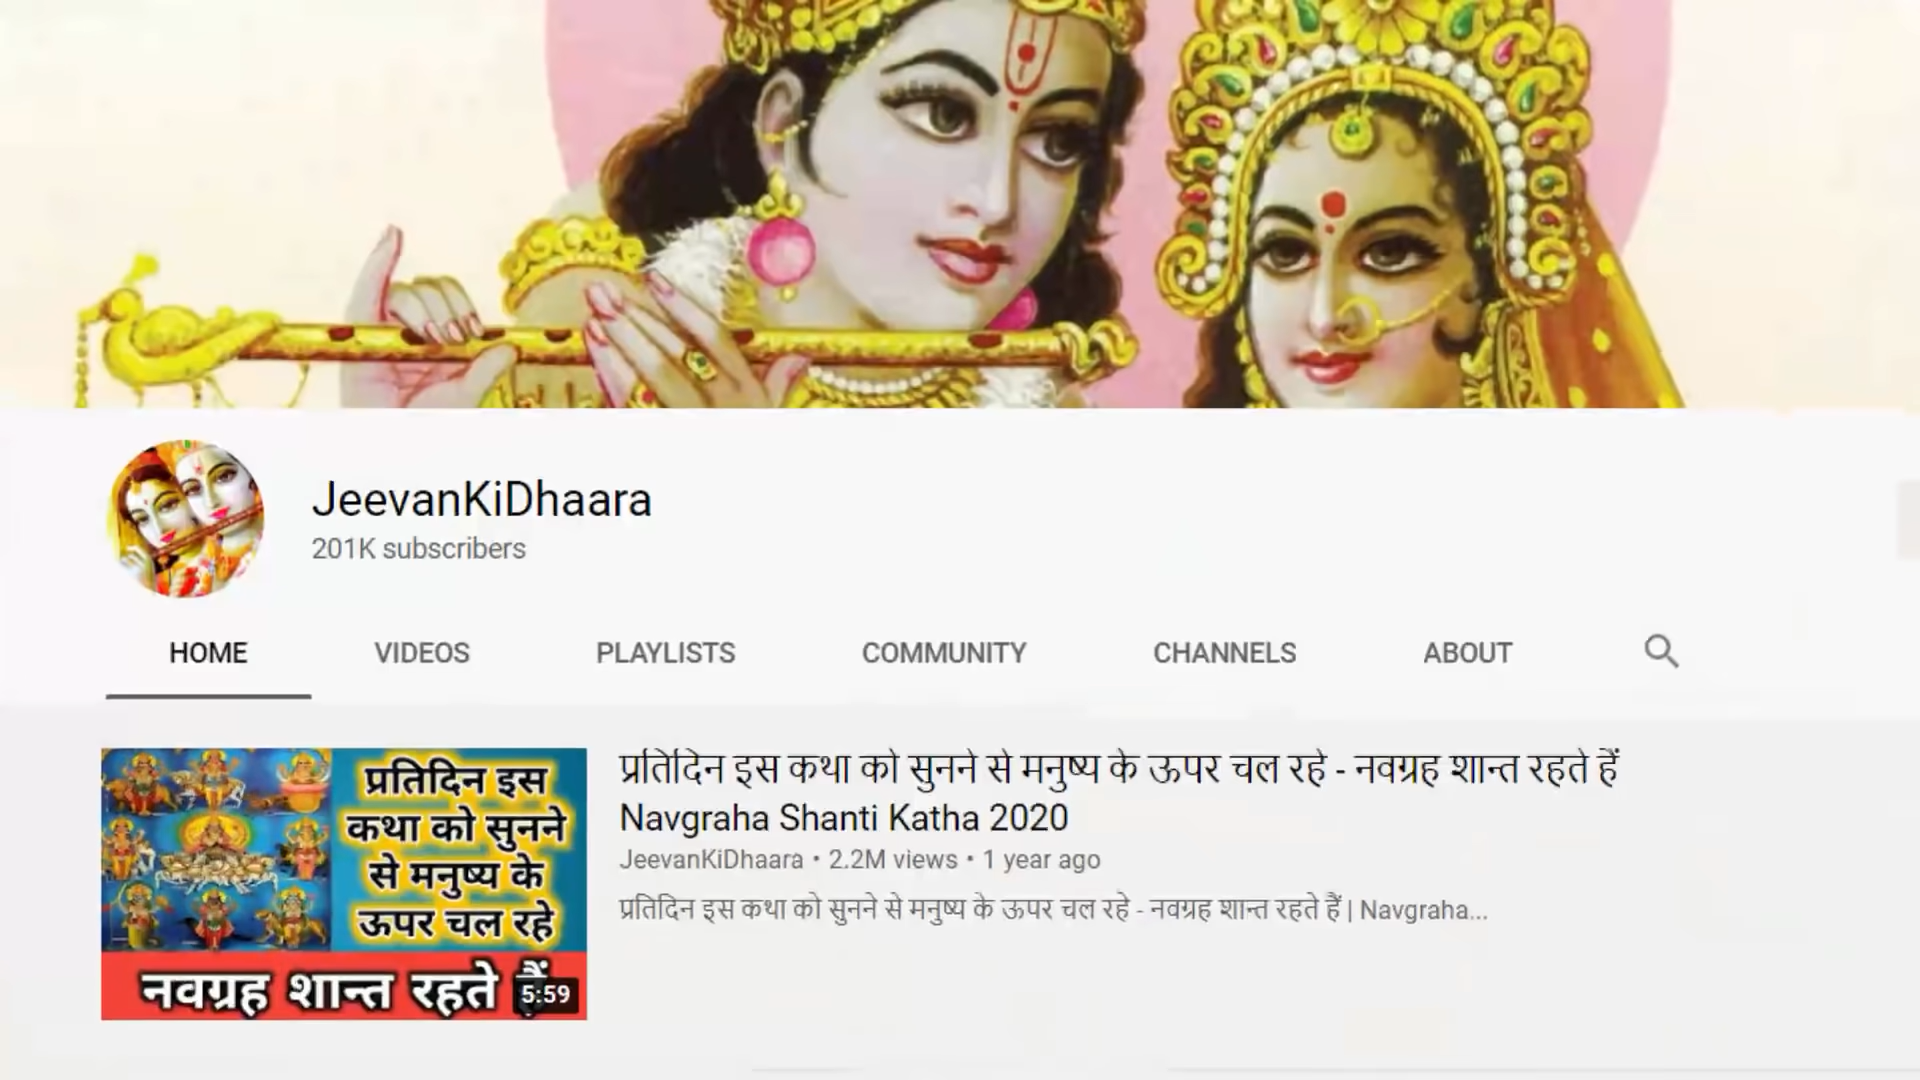 JeevanKiDhaara
201K subscribers
HOME VIDEOS PLAYLISTS COMMUNITY CHANNELS ABOUT
प्रतिदिन इस
कथा को सुनने
से मनुष्य के
ऊपर चल रहे
नवग्रह शान्त रहते हैं
5:59
प्रतिदिन इस कथा को सुनने से मनुष्य के ऊपर चल रहे - नवग्रह शान्त रहते हैं
Navgraha Shanti Katha 2020
JeevanKiDhaara • 2.2M views • 1 year ago
प्रतिदिन इस कथा को सुनने से मनुष्य के ऊपर चल रहे - नवग्रह शान्त रहते हैं | Navgraha...